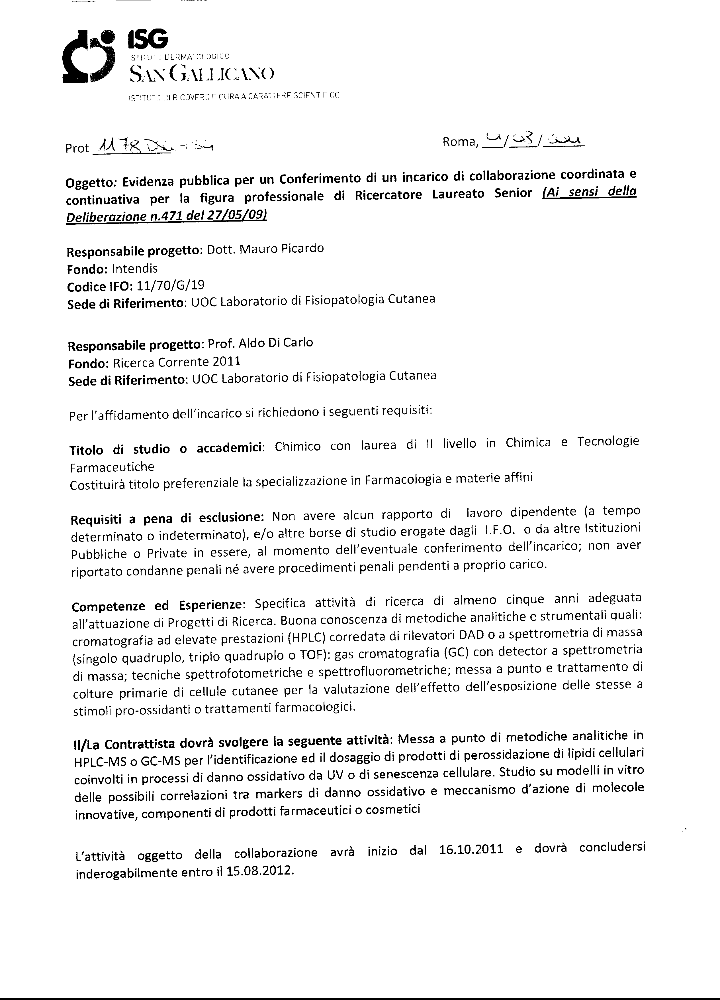 ISG
ISTITUTO DERMATOLOGICO
SAN GALLICANO
ISTITUTO DI RICOVERO E CURA A CARATTERE SCIENTIFICO
Prot 1178
Roma, /08/2011
Oggetto: Evidenza pubblica per un Conferimento di un incarico di collaborazione coordinata e
continuativa per la figura professionale di Ricercatore Laureato Senior (Ai sensi della
Deliberazione n.471 del 27/05/09)
Responsabile progetto: Dott. Mauro Picardo
Fondo: Intendis
Codice IFO: 11/70/G/19
Sede di Riferimento: UOC Laboratorio di Fisiopatologia Cutanea
Responsabile progetto: Prof. Aldo Di Carlo
Fondo: Ricerca Corrente 2011
Sede di Riferimento: UOC Laboratorio di Fisiopatologia Cutanea
Per l'affidamento dell'incarico si richiedono i seguenti requisiti:
Titolo di studio o accademici: Chimico con laurea di II livello in Chimica e Tecnologie
Farmaceutiche
Costituirà titolo preferenziale la specializzazione in Farmacologia e materie affini
Requisiti a pena di esclusione: Non avere alcun rapporto di lavoro dipendente (a tempo
determinato o indeterminato), e/o altre borse di studio erogate dagli I.F.O. o da altre Istituzioni
Pubbliche o Private in essere, al momento dell'eventuale conferimento dell'incarico; non aver
riportato condanne penali né avere procedimenti penali pendenti a proprio carico.
Competenze ed Esperienze: Specifica attività di ricerca di almeno cinque anni adeguata
all'attuazione di Progetti di Ricerca. Buona conoscenza di metodiche analitiche e strumentali quali:
cromatografia ad elevate prestazioni (HPLC) corredata di rilevatori DAD o a spettrometria di massa
(singolo quadruplo, triplo quadruplo o TOF): gas cromatografia (GC) con detector a spettrometria
di massa; tecniche spettrofotometriche e spettrofluorometriche; messa a punto e trattamento di
colture primarie di cellule cutanee per la valutazione dell'effetto dell'esposizione delle stesse a
stimoli pro-ossidanti o trattamenti farmacologici.
Il/La Contrattista dovrà svolgere la seguente attività: Messa a punto di metodiche analitiche in
HPLC-MS o GC-MS per l'identificazione ed il dosaggio di prodotti di perossidazione di lipidi cellulari
coinvolti in processi di danno ossidativo da UV o di senescenza cellulare. Studio su modelli in vitro
delle possibili correlazioni tra markers di danno ossidativo e meccanismo d'azione di molecole
innovative, componenti di prodotti farmaceutici o cosmetici
L'attività oggetto della collaborazione avrà inizio dal 16.10.2011 e dovrà concludersi
inderogabilmente entro il 15.08.2012.